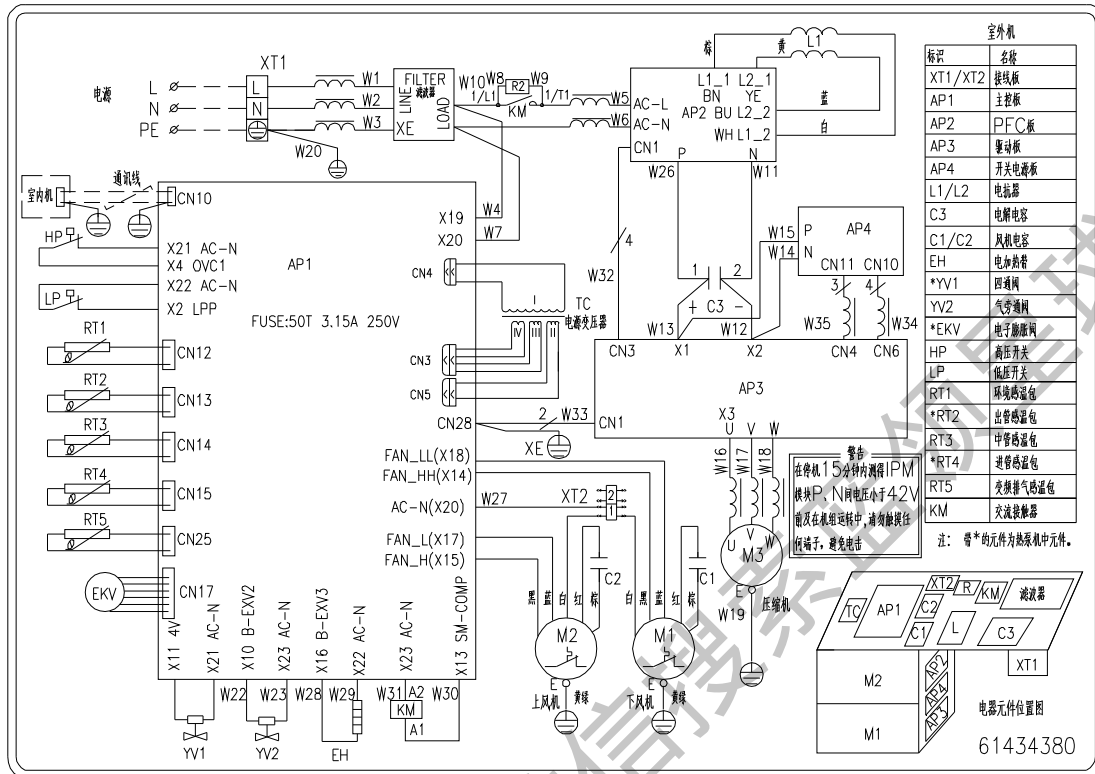 电源
L
N
PE
XT1
L
N
W1
W2
W3
W20
FILTER
滤波器
LINE
LOAD
XE
W10
W8
R2
W9
1/L1
KM
1/T1
W5
W6
棕
黄
L1
蓝
白
L1_1 L2_1
BN YE
AC-L
AP2 BU L2_2
AC-N
WH L1_2
CN1
P N
W26
W11
室内机
通讯线
CN10
HP
X21 AC-N
X4 OVC1
X22 AC-N
LP
X2 LPP
AP1
FUSE:50T 3.15A 250V
X19
W4
X20
W7
CN4
I
TC
电源变压器
IV III II
CN3
CN5
CN28
2
W33
XE
4
W32
1 2
+ C3 -
W13
W12
W15
W14
P
N
AP4
CN11 CN10
3
4
W35
W34
CN3 X1 X2 CN4 CN6
AP3
CN1
X3
U V W
W16
W17
W18
U V W
M3
E
W19
压缩机
警告
在停机15分钟内测得IPM
模块P、N间电压小于42V
前及在机组运转中,请勿触摸任
何端子,避免电击
RT1
CN12
RT2
CN13
RT3
CN14
RT4
CN15
RT5
CN25
EKV
CN17
FAN_LL(X18)
FAN_HH(X14)
AC-N(X20)
W27
XT2
2
1
FAN_L(X17)
FAN_H(X15)
C2
C1
黑
蓝
白
红
棕
白
黑
蓝
红
棕
M2
M1
E
E
上风机
黄绿
下风机
黄绿
X11 4V
X21 AC-N
X10 B-EXV2
X23 AC-N
X16 B-EXV3
X22 AC-N
X23 AC-N
X13 SM-COMP
W22
W23
W28
W29
W31
A2
W30
KM
A1
YV1
YV2
EH
室外机
标识 名称
XT1/XT2 接线板
AP1 主控板
AP2 PFC板
AP3 驱动板
AP4 开关电源板
L1/L2 电抗器
C3 电解电容
C1/C2 风机电容
EH 电加热带
*YV1 四通阀
YV2 气旁通阀
*EKV 电子膨胀阀
HP 高压开关
LP 低压开关
RT1 环境感温包
*RT2 出管感温包
RT3 中管感温包
*RT4 进管感温包
RT5 变频排气感温包
KM 交流接触器
注: 带*的元件为热泵机中元件。
TC
AP1
XT2
R
KM
滤波器
C2
C1
L
C3
XT1
M2
M1
AP2
AP4
AP3
电器元件位置图
61434380